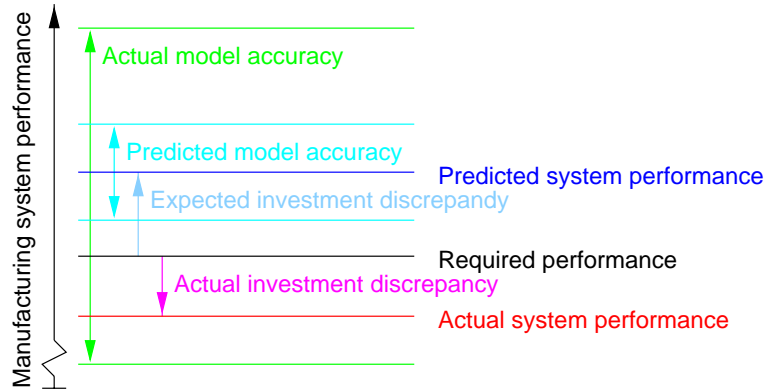 Manufacturing system performance
Actual model accuracy
Predicted model accuracy
Predicted system performance
Expected investment discrepandy
Required performance
Actual investment discrepancy
Actual system performance